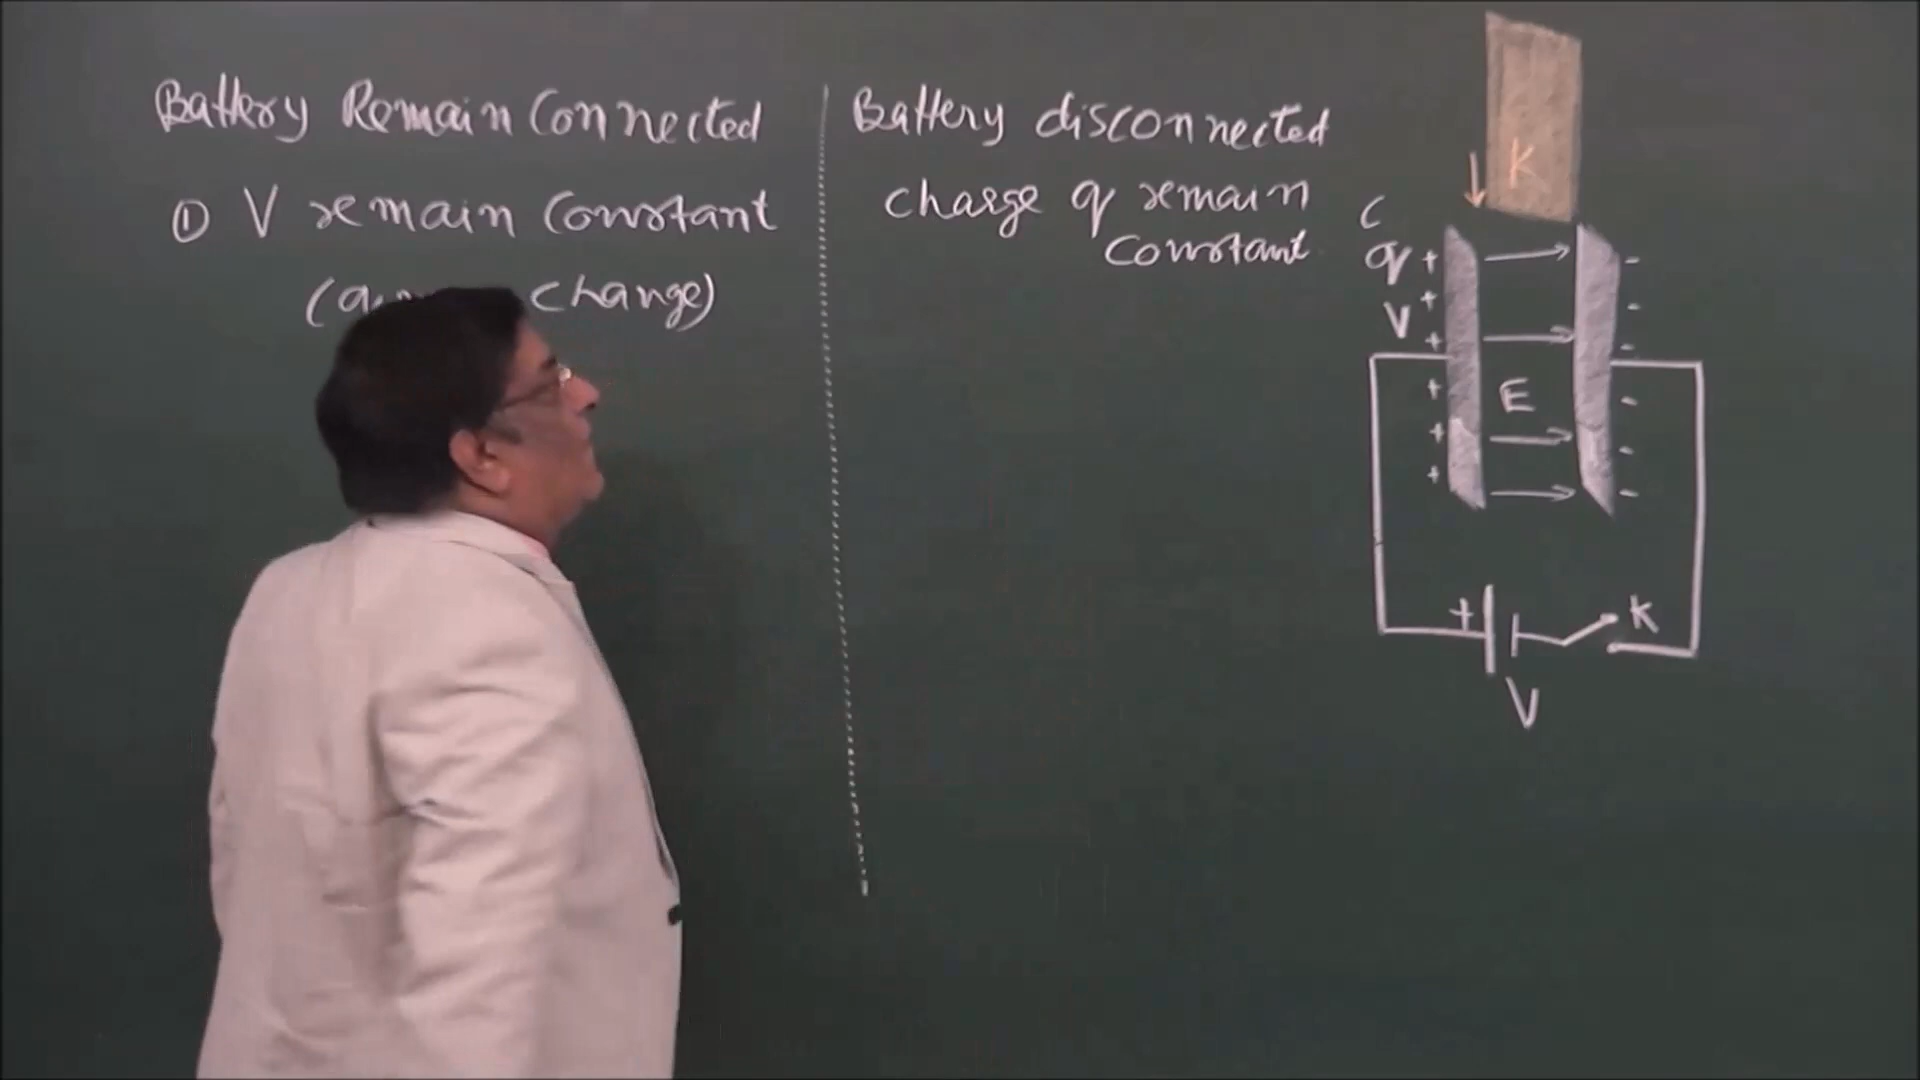 Battery Remain Connected
① V remain Constant
change)
Battery disconnected
charge q remain
constant
K
C
q
V
E
+
K
V